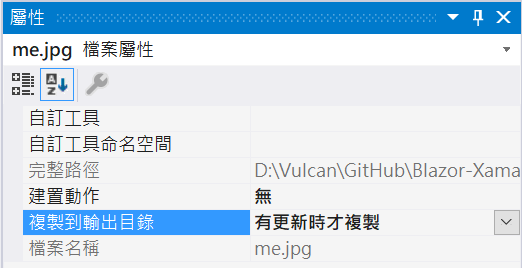 屬性
me.jpg 檔案屬性
自訂工具
自訂工具命名空間
完整路徑 D:\Vulcan\GitHub\Blazor-Xama
建置動作 無
複製到輸出目錄 有更新時才複製
檔案名稱 me.jpg